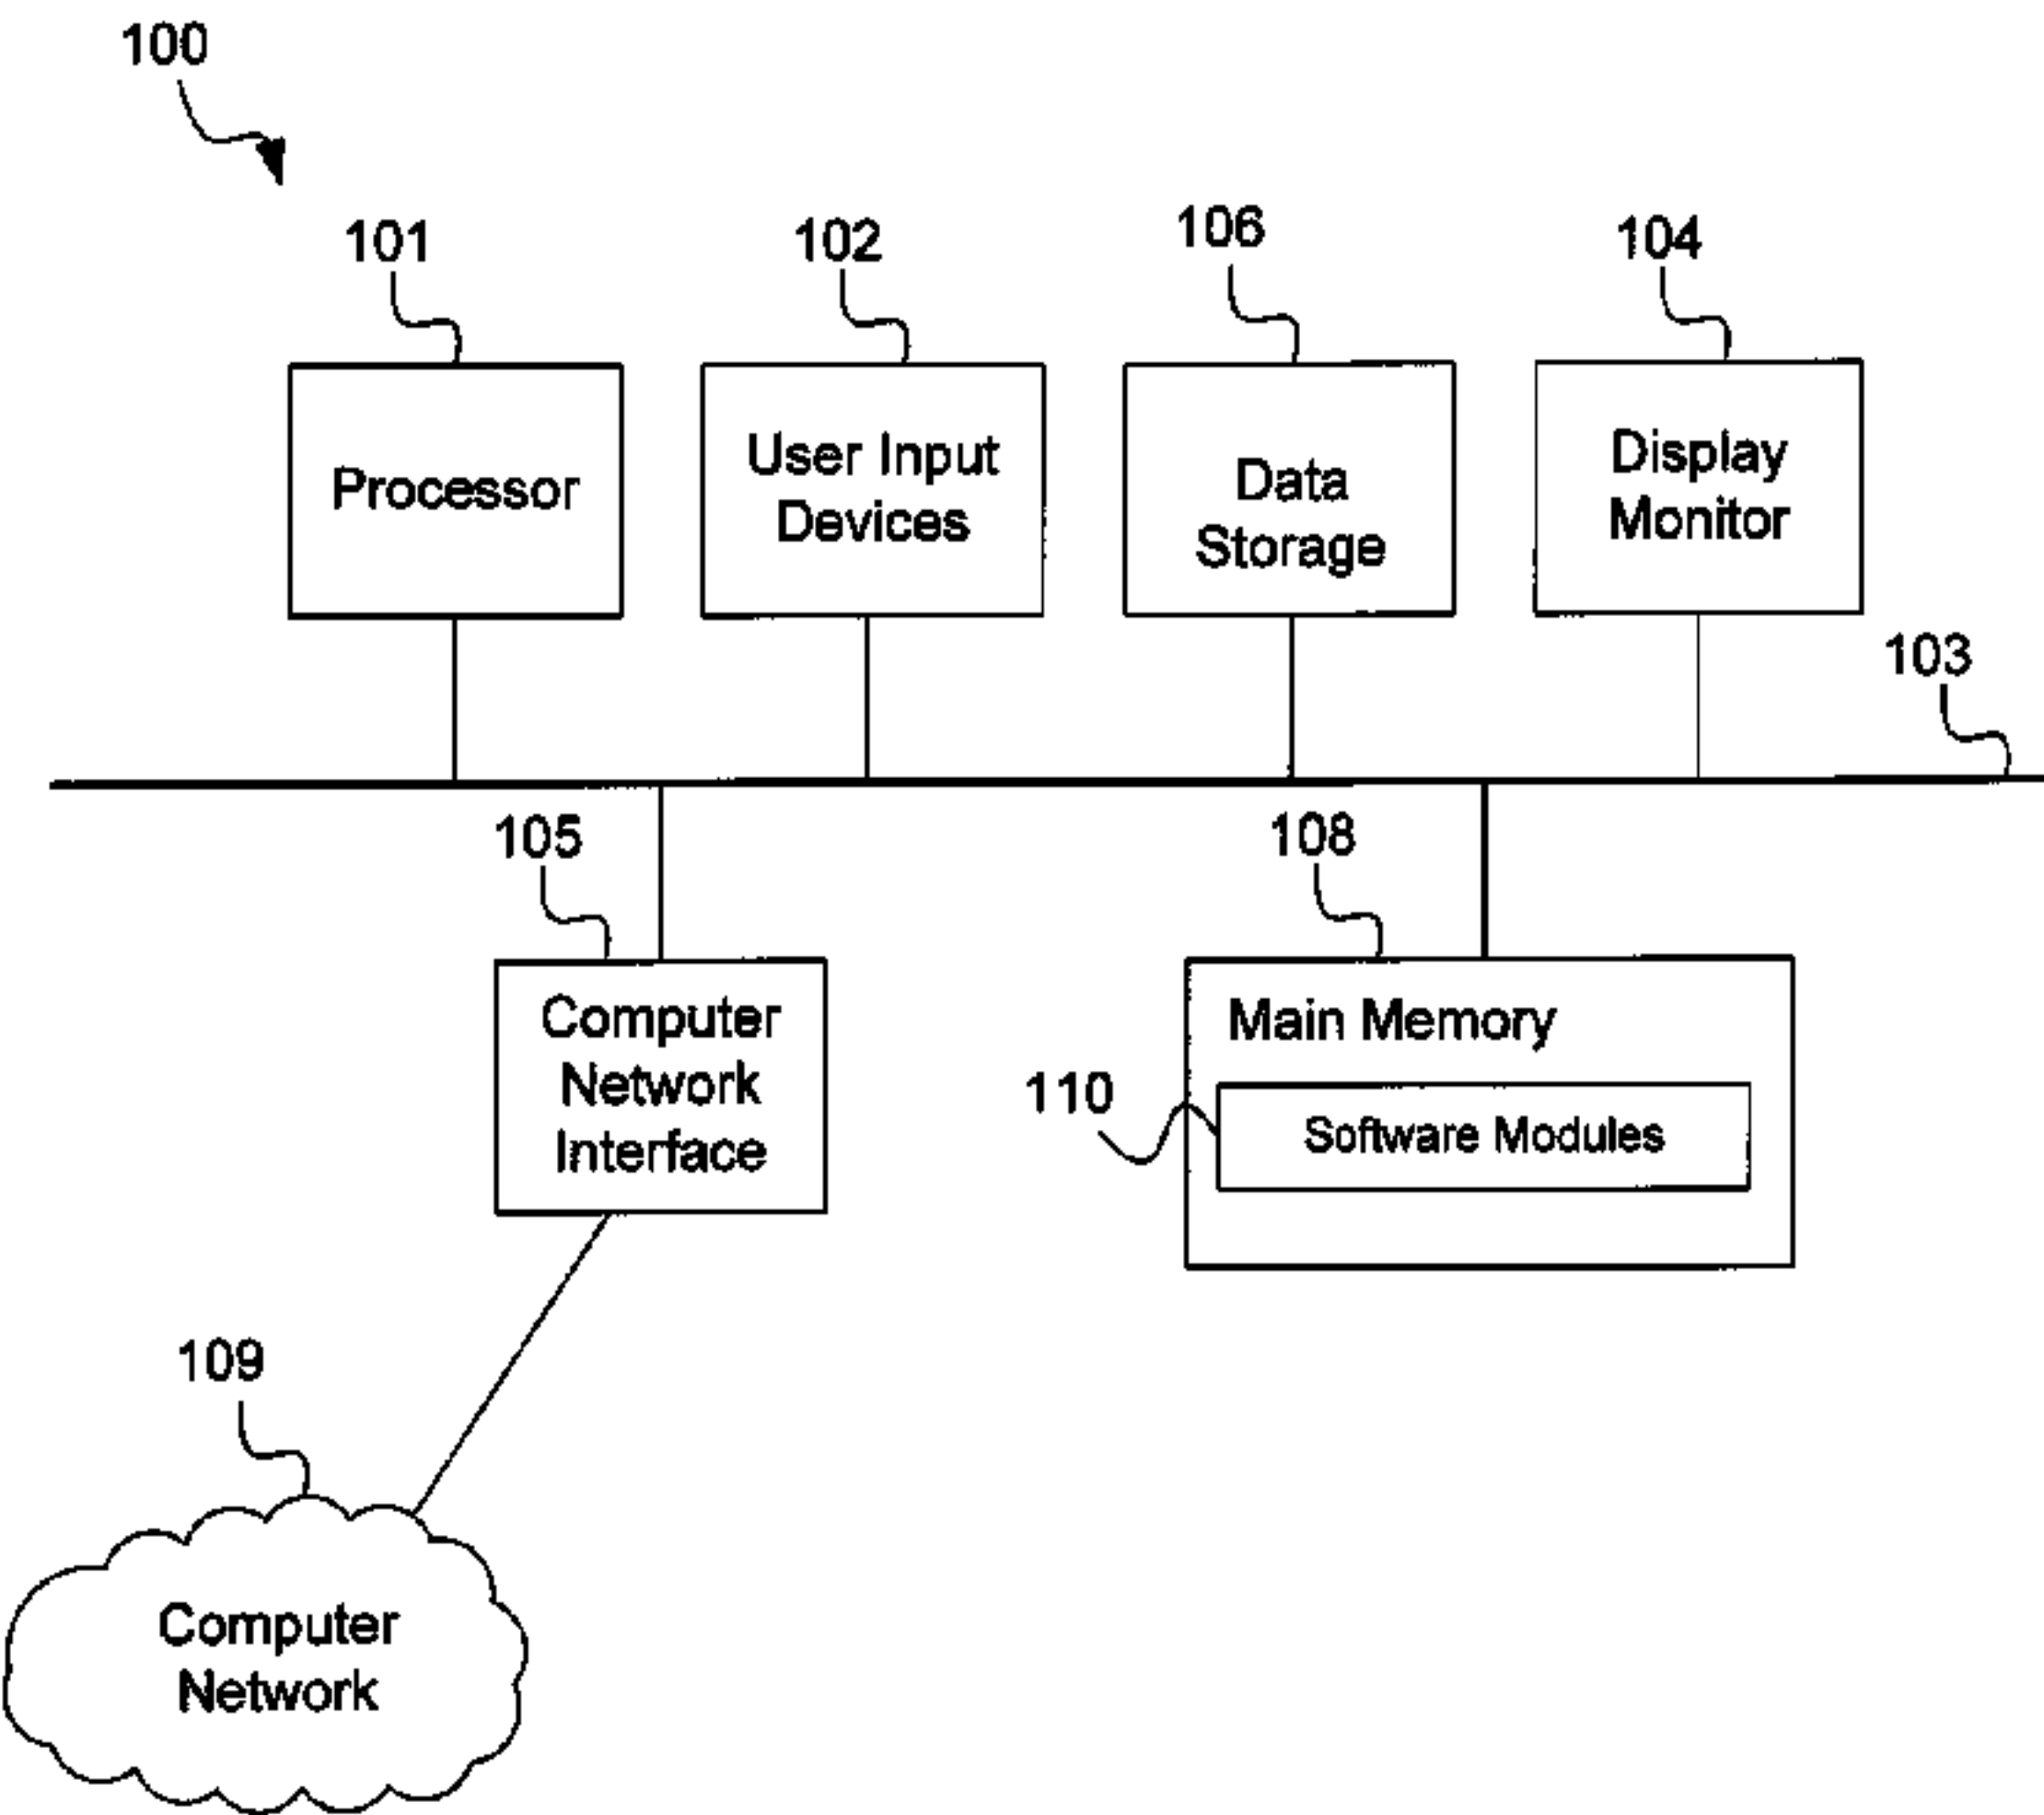 100
101
102
106
104
Processor
User Input
Devices
Data
Storage
Display
Monitor
103
105
108
Computer
Network
Interface
Main Memory
110
Software Modules
109
Computer
Network